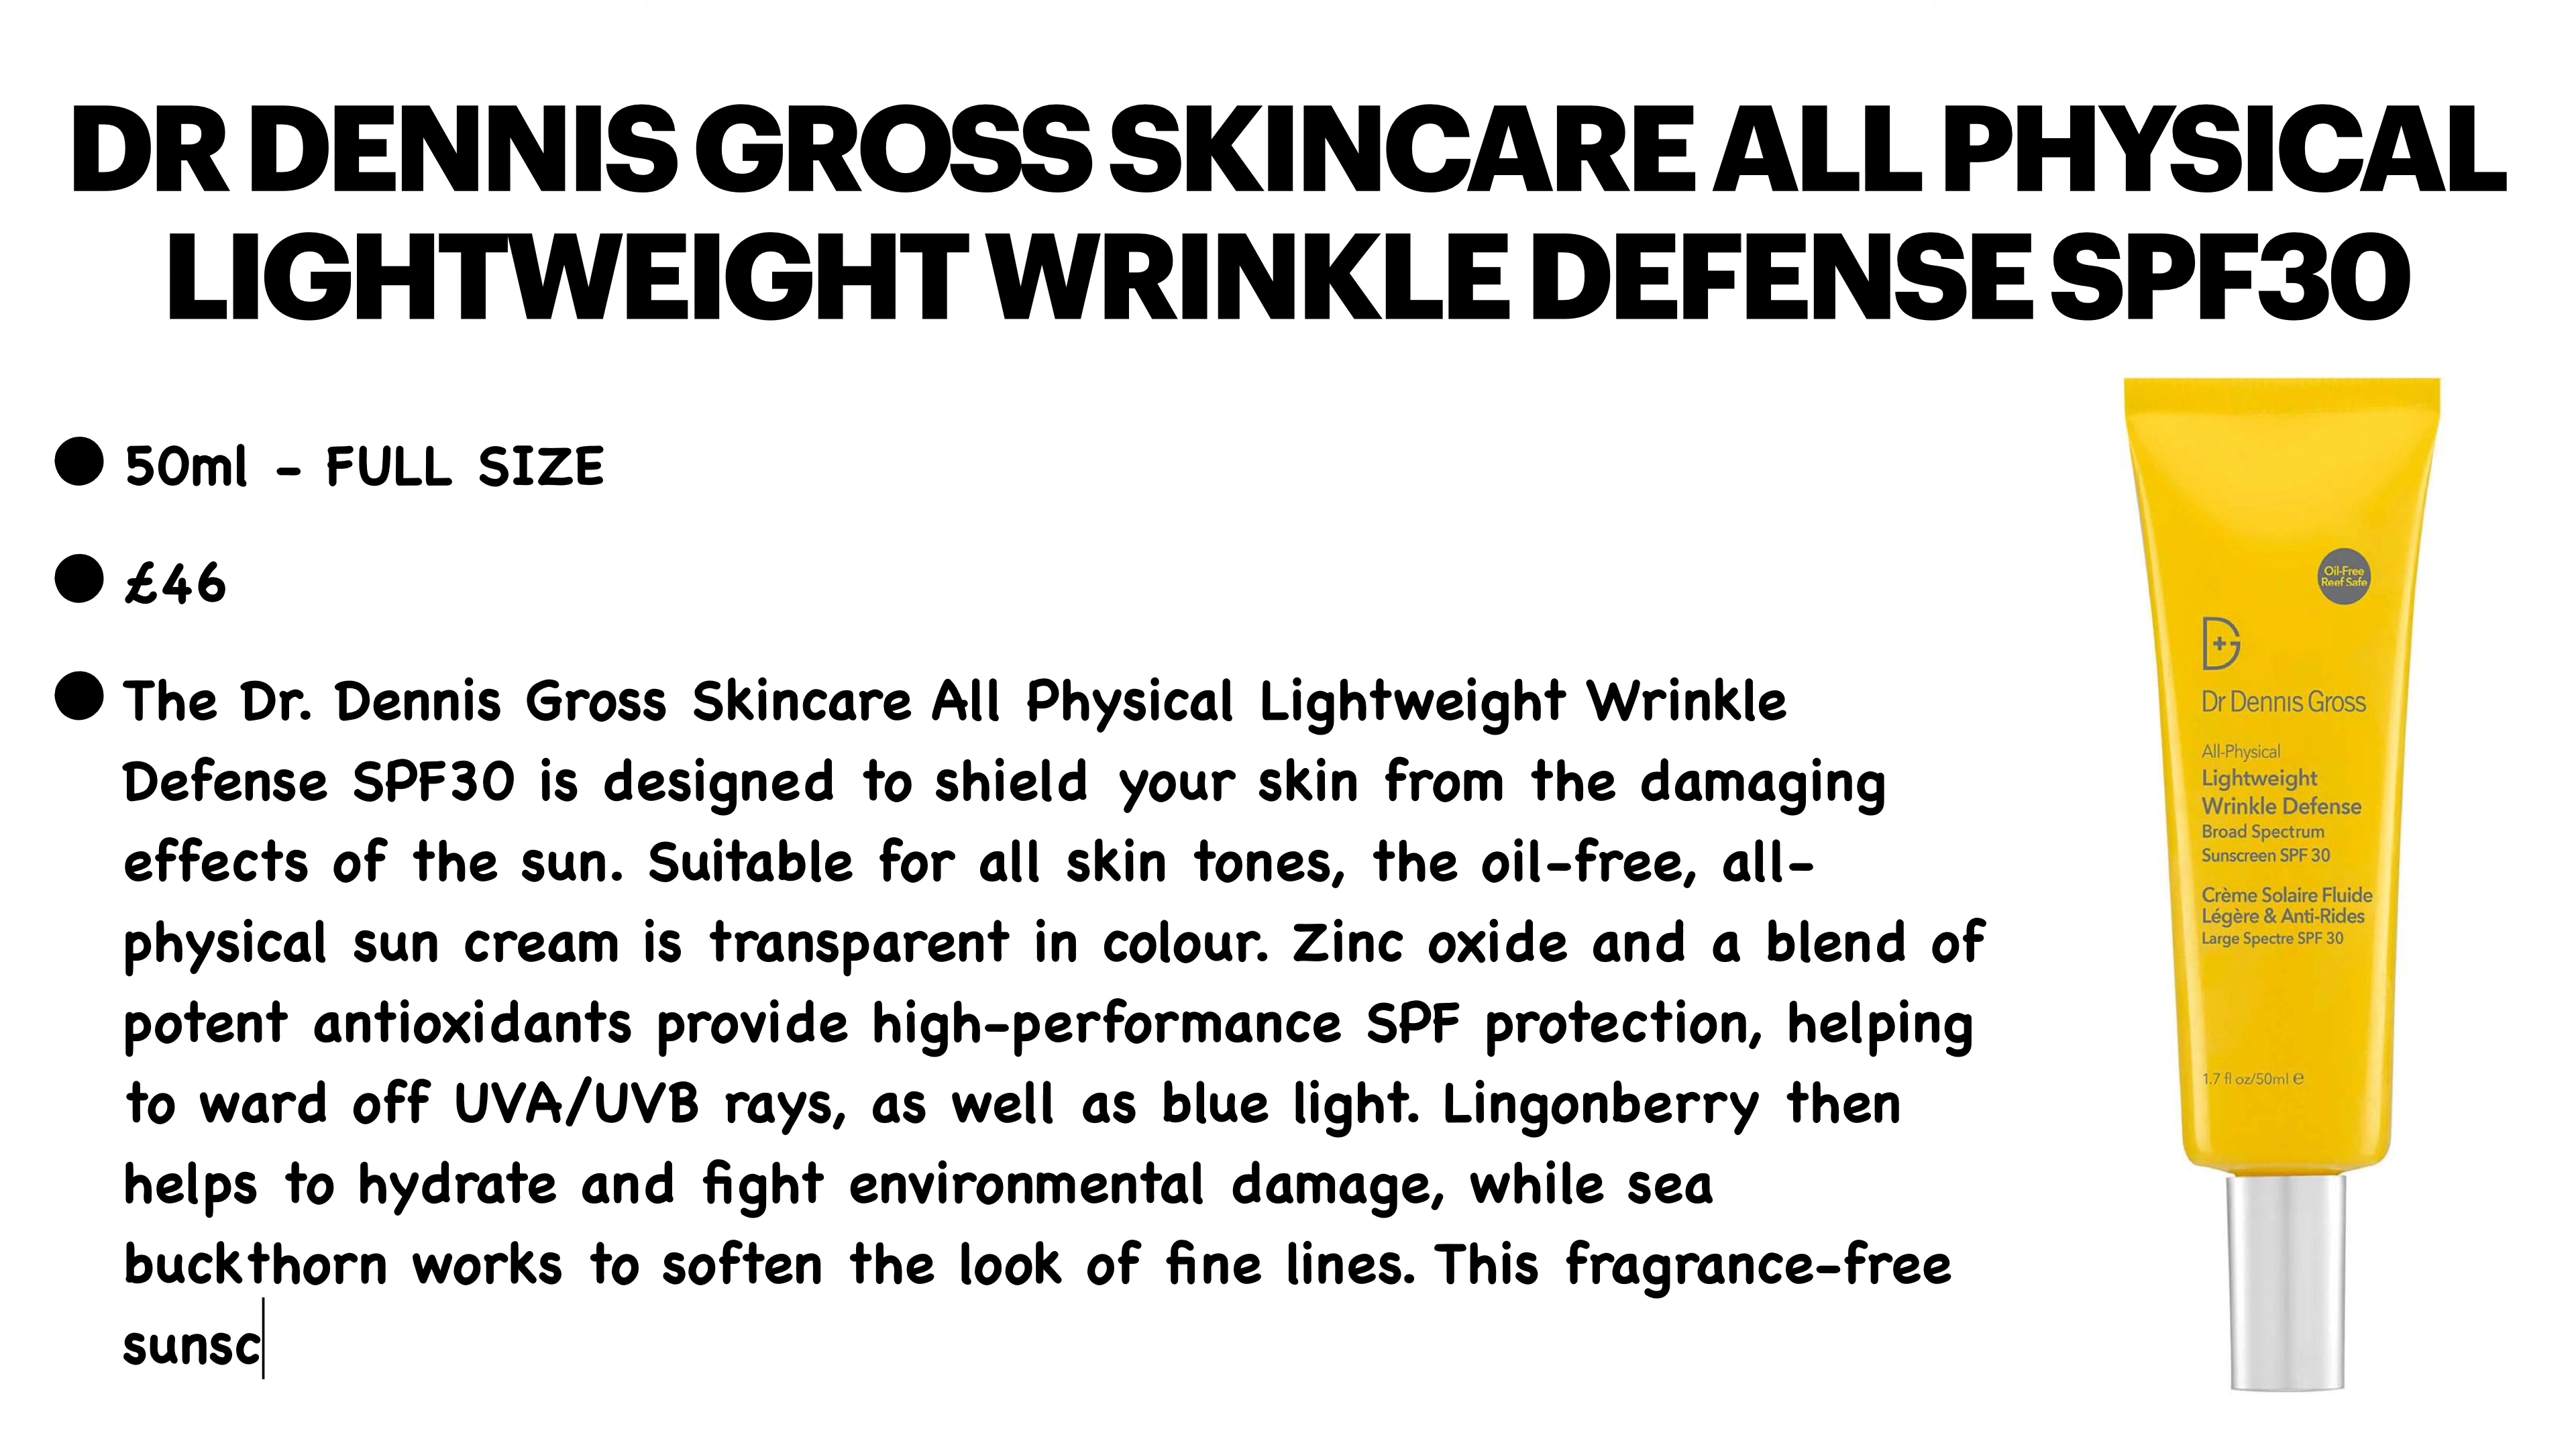 DR DENNIS GROSS SKINCARE ALL PHYSICAL
LIGHTWEIGHT WRINKLE DEFENSE SPF30
50ml - FULL SIZE
£46
The Dr. Dennis Gross Skincare All Physical Lightweight Wrinkle
Defense SPF30 is designed to shield your skin from the damaging
effects of the sun. Suitable for all skin tones, the oil-free, all-
physical sun cream is transparent in colour. Zinc oxide and a blend of
potent antioxidants provide high-performance SPF protection, helping
to ward off UVA/UVB rays, as well as blue light. Lingonberry then
helps to hydrate and fight environmental damage, while sea
buckthorn works to soften the look of fine lines. This fragrance-free
sunsc
Oil-Free
Reef Safe
DG
Dr Dennis Gross
All-Physical
Lightweight
Wrinkle Defense
Broad Spectrum
Sunscreen SPF 30
Crème Solaire Fluide
Légère & Anti-Rides
Large Spectre SPF 30
1.7 fl oz/50ml ℮